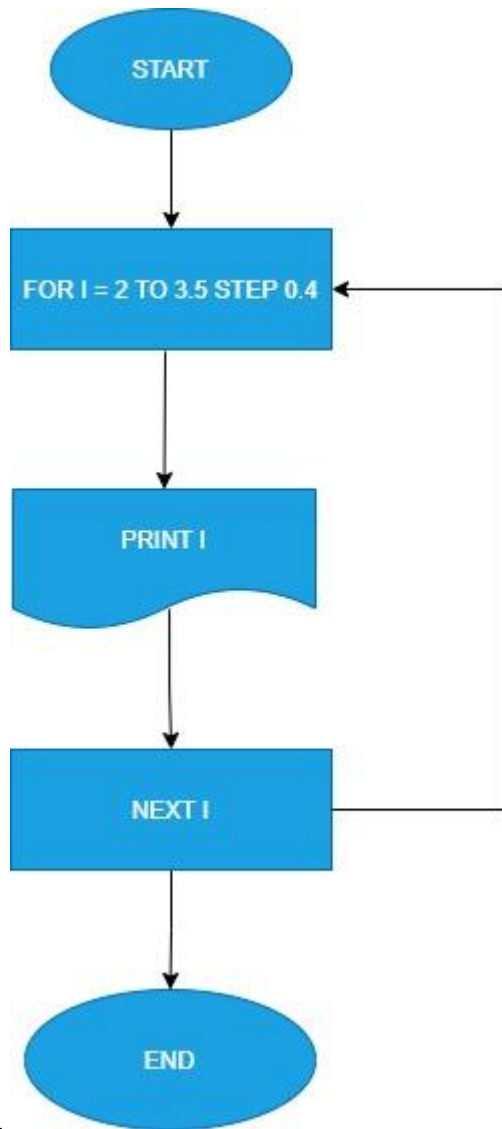 START
FOR I = 2 TO 3.5 STEP 0.4
PRINT I
NEXT I
END